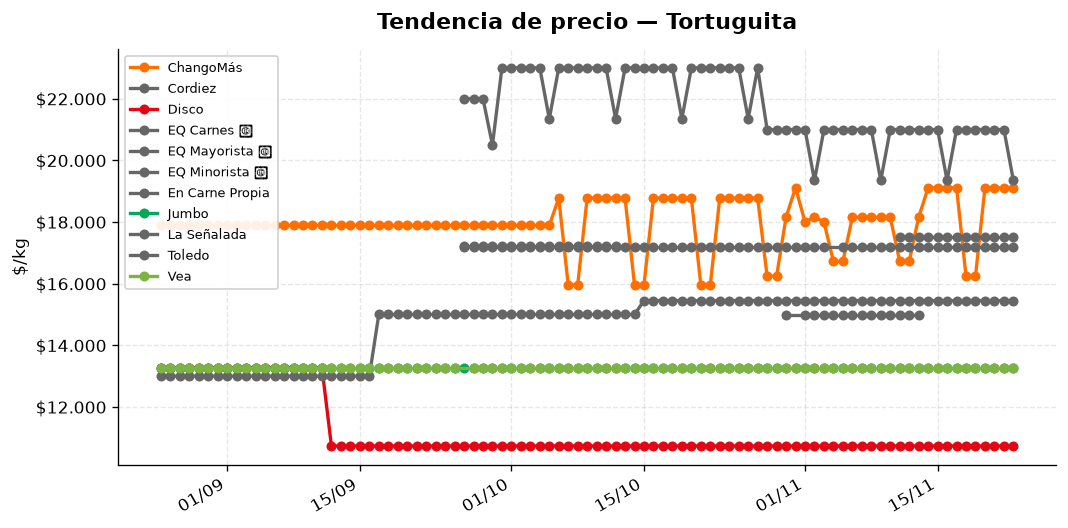 Tendencia de precio — Tortuguita
$/kg
$22.000
$20.000
$18.000
$16.000
$14.000
$12.000
ChangoMás
Cordiez
Disco
EQ Carnes
EQ Mayorista
EQ Minorista
En Carne Propia
Jumbo
La Señalada
Toledo
Vea
01/09
15/09
01/10
15/10
01/11
15/11